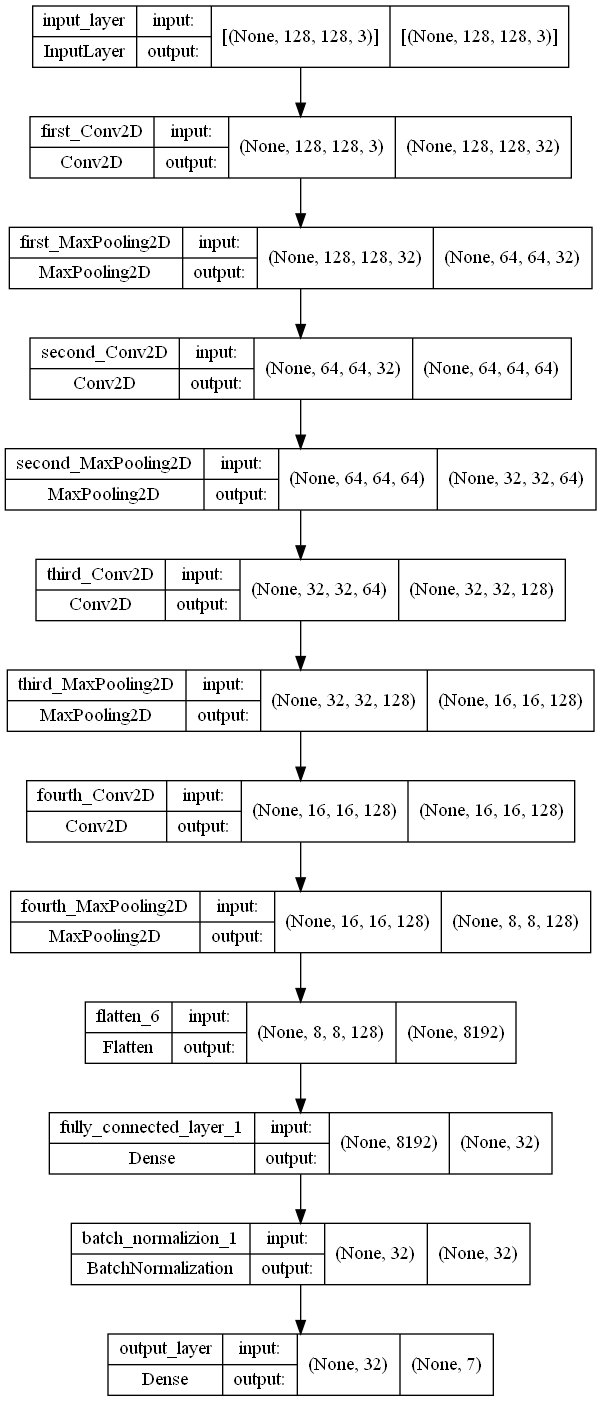 input_layer input: [(None, 128, 128, 3)] [(None, 128, 128, 3)]
InputLayer output:
first_Conv2D input: (None, 128, 128, 3) (None, 128, 128, 32)
Conv2D output:
first_MaxPooling2D input: (None, 128, 128, 32) (None, 64, 64, 32)
MaxPooling2D output:
second_Conv2D input: (None, 64, 64, 32) (None, 64, 64, 64)
Conv2D output:
second_MaxPooling2D input: (None, 64, 64, 64) (None, 32, 32, 64)
MaxPooling2D output:
third_Conv2D input: (None, 32, 32, 64) (None, 32, 32, 128)
Conv2D output:
third_MaxPooling2D input: (None, 32, 32, 128) (None, 16, 16, 128)
MaxPooling2D output:
fourth_Conv2D input: (None, 16, 16, 128) (None, 16, 16, 128)
Conv2D output:
fourth_MaxPooling2D input: (None, 16, 16, 128) (None, 8, 8, 128)
MaxPooling2D output:
flatten_6 input: (None, 8, 8, 128) (None, 8192)
Flatten output:
fully_connected_layer_1 input: (None, 8192) (None, 32)
Dense output:
batch_normalizion_1 input: (None, 32) (None, 32)
BatchNormalization output:
output_layer input: (None, 32) (None, 7)
Dense output: